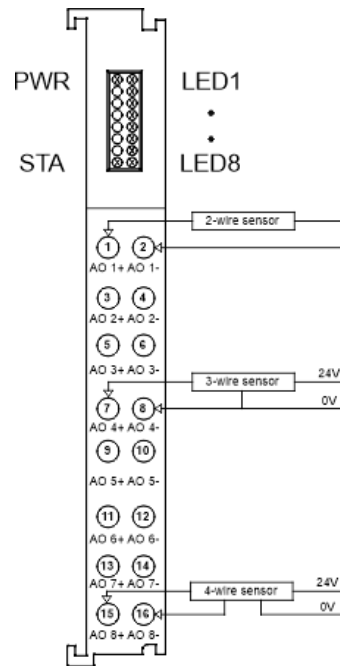 PWR LED1
STA LED8
2-wire sensor
1 2
AO 1+ AO 1-
3 4
AO 2+ AO 2-
5 6
AO 3+ AO 3-
3-wire sensor 24V
7 8 0V
AO 4+ AO 4-
9 10
AO 5+ AO 5-
11 12
AO 6+ AO 6-
13 14
AO 7+ AO 7-
4-wire sensor 24V
15 16 0V
AO 8+ AO 8-